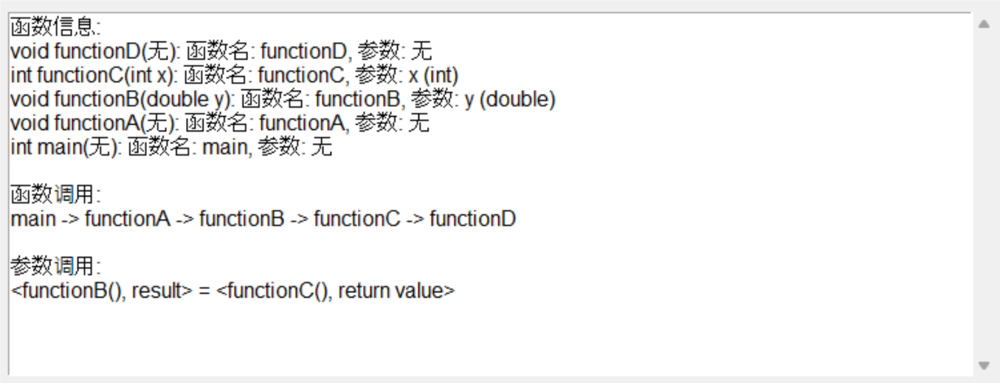 函数信息:
void functionD(无): 函数名: functionD, 参数: 无
int functionC(int x): 函数名: functionC, 参数: x (int)
void functionB(double y): 函数名: functionB, 参数: y (double)
void functionA(无): 函数名: functionA, 参数: 无
int main(无): 函数名: main, 参数: 无
函数调用:
main -> functionA -> functionB -> functionC -> functionD
参数调用:
<functionB(), result> = <functionC(), return value>